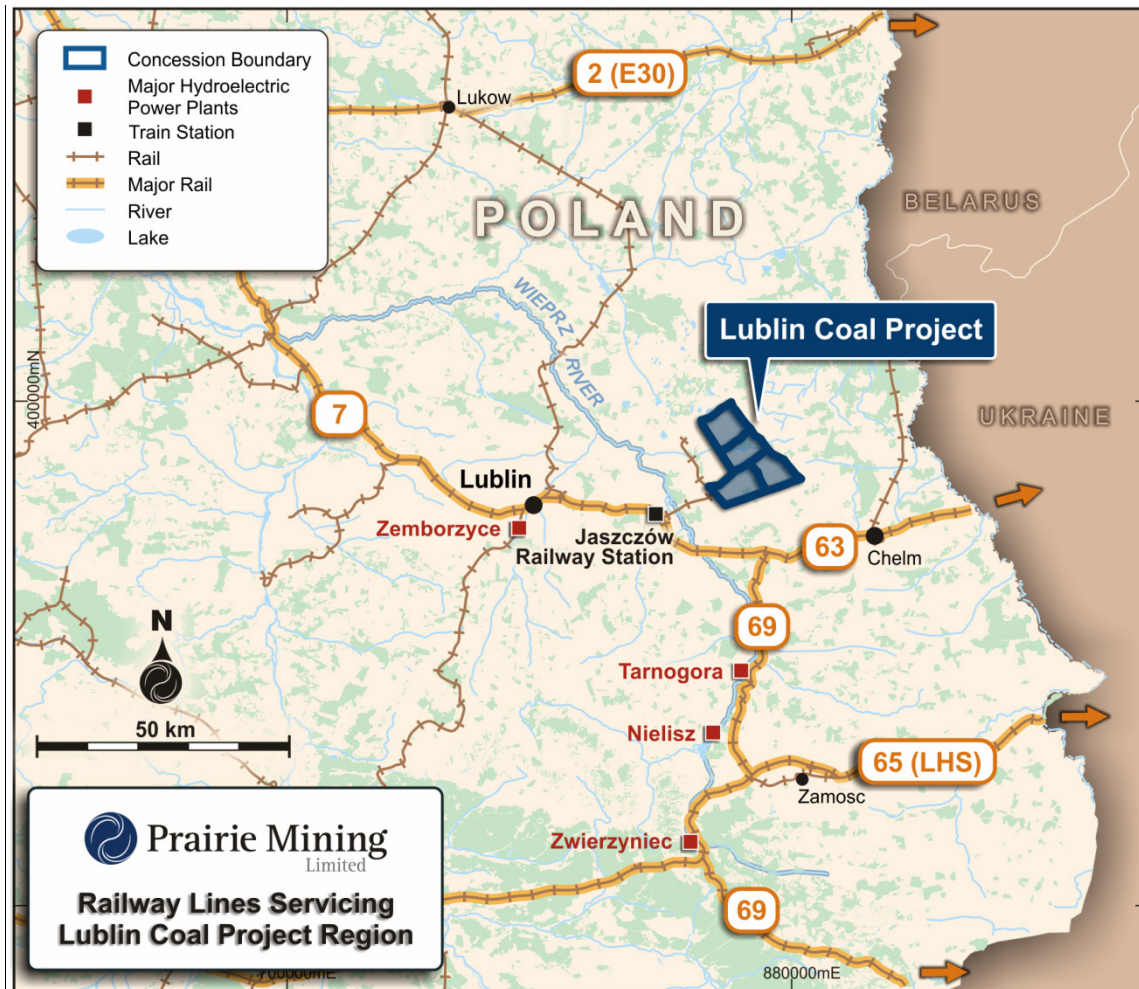 Concession Boundary
Major Hydroelectric
Power Plants
Train Station
Rail
Major Rail
River
Lake
2 (E30)
Lukow
POLAND
BELARUS
WIEPRZ
RIVER
Lublin Coal Project
UKRAINE
400000mN
7
Lublin
Zemborzyce
Jaszczów
Railway Station
63
Chelm
69
N
50 km
Tarnogora
Nielisz
65 (LHS)
Zamosc
Zwierzyniec
69
Prairie Mining
Limited
Railway Lines Servicing
Lublin Coal Project Region
700000mE
880000mE